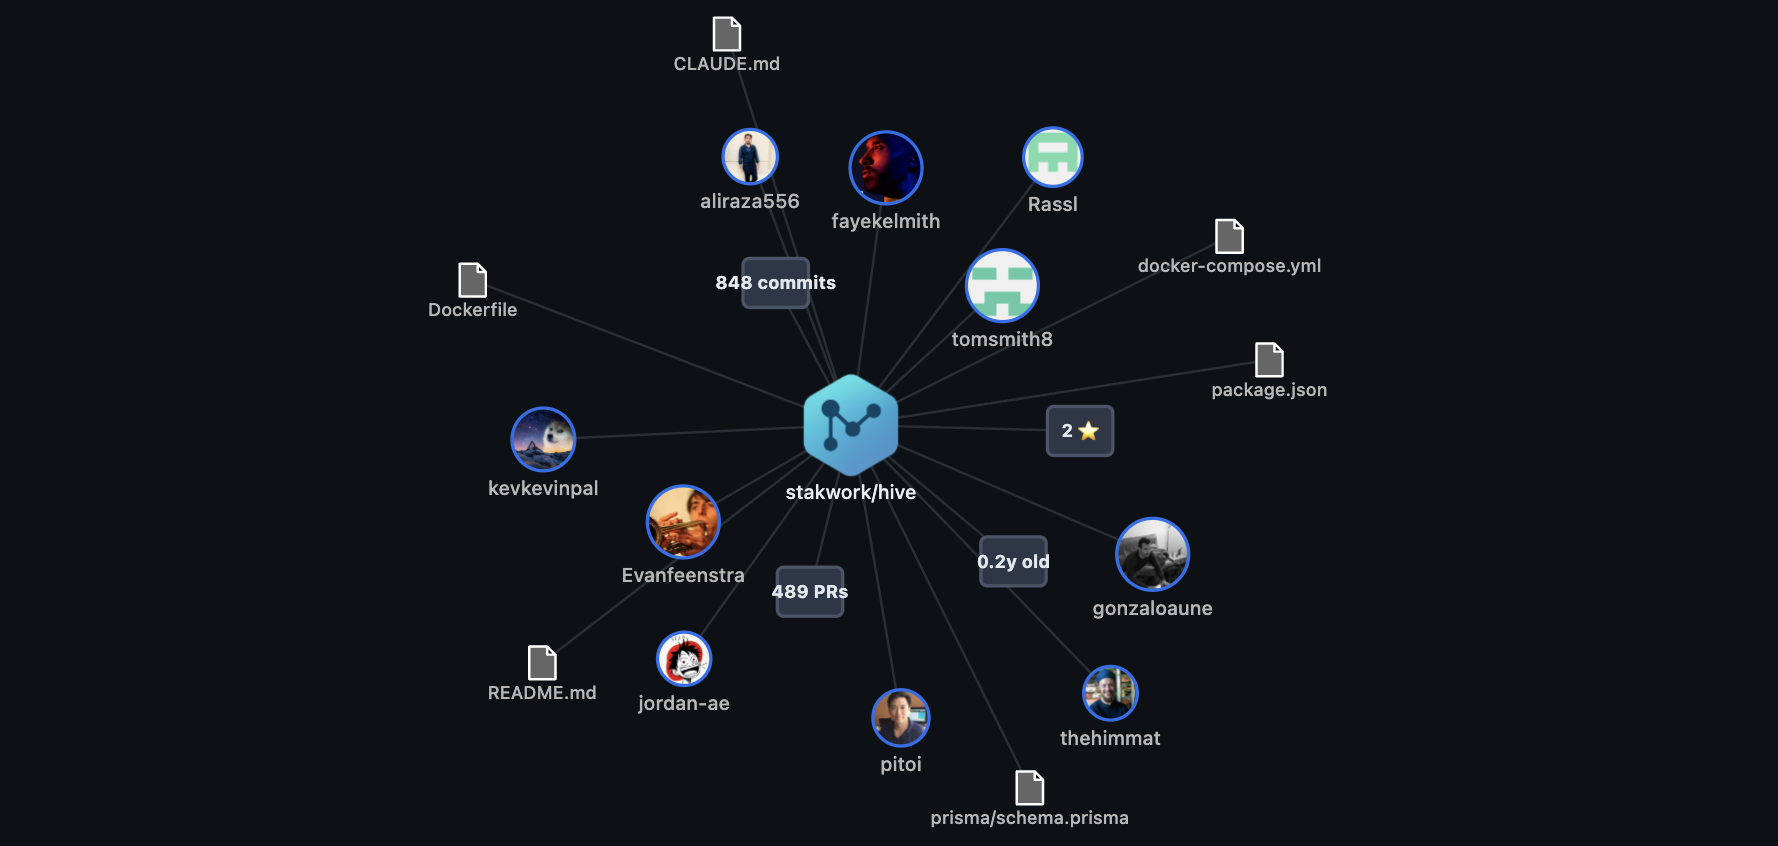 CLAUDE.md
aliraza556
fayekelmith
Rassl
848 commits
docker-compose.yml
Dockerfile
tomsmith8
package.json
2 ⭐
kevkevinpal
stakwork/hive
Evanfeenstra
0.2y old
489 PRs
gonzaloaune
README.md
jordan-ae
thehimmat
pitoi
prisma/schema.prisma